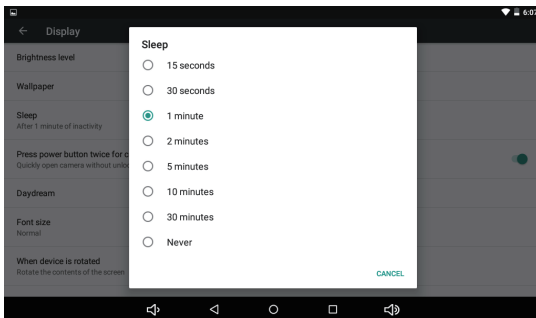 6:07
Display
Brightness level
Wallpaper
Sleep
After 1 minute of inactivity
Press power button twice for c
Quickly open camera without unloc
Daydream
Font size
Normal
When device is rotated
Rotate the contents of the screen
Sleep
15 seconds
30 seconds
1 minute
2 minutes
5 minutes
10 minutes
30 minutes
Never
CANCEL